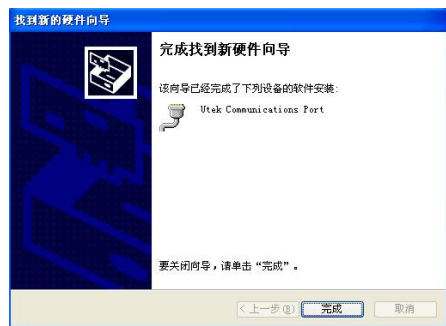 找到新的硬件向导
完成找到新硬件向导
该向导已经完成了下列设备的软件安装:
Utek Communications Port
要关闭向导，请单击“完成”。
< 上一步(B) 完成 取消